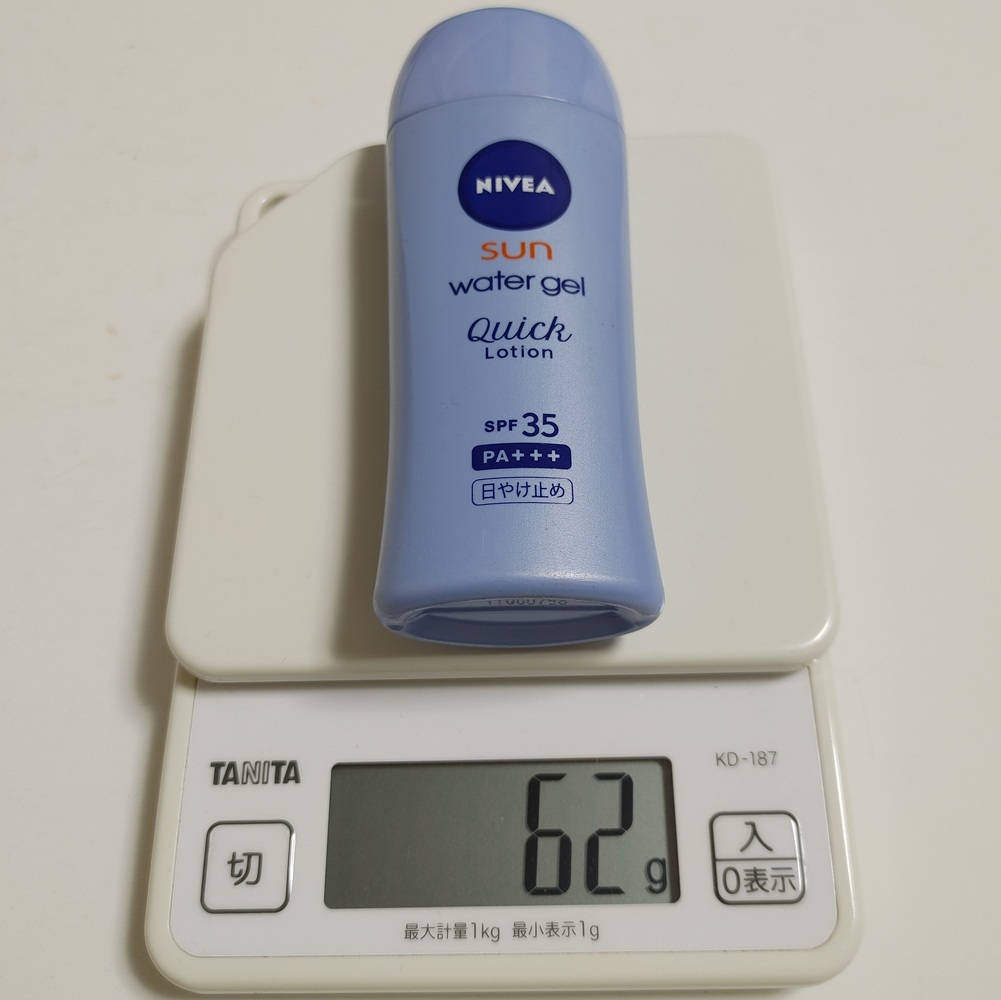 NIVEA
sun
water gel
Quick
Lotion
SPF 35
PA+++
日やけ止め
TANITA
KD-187
切
62g
入
0表示
最大計量1kg 最小表示1g